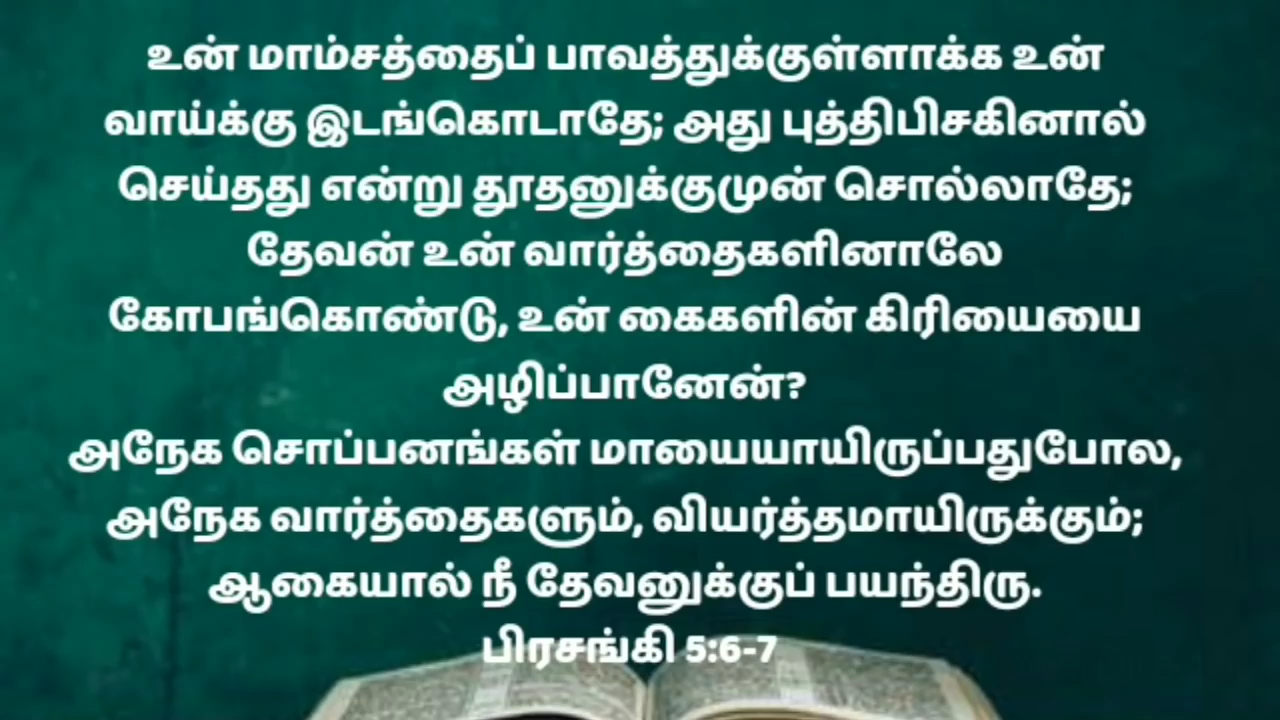 உன் மாம்சத்தைப் பாவத்துக்குள்ளாக்க உன்
வாய்க்கு இடங்கொடாதே; அது புத்திபிசகினால்
செய்தது என்று தூதனுக்குமுன் சொல்லாதே;
தேவன் உன் வார்த்தைகளினாலே
கோபங்கொண்டு, உன் கைகளின் கிரியையை
அழிப்பானேன்?
அநேக சொப்பனங்கள் மாயையாயிருப்பதுபோல,
அநேக வார்த்தைகளும், வியர்த்தமாயிருக்கும்;
ஆகையால் நீ தேவனுக்குப் பயந்திரு.
பிரசங்கி 5:6-7